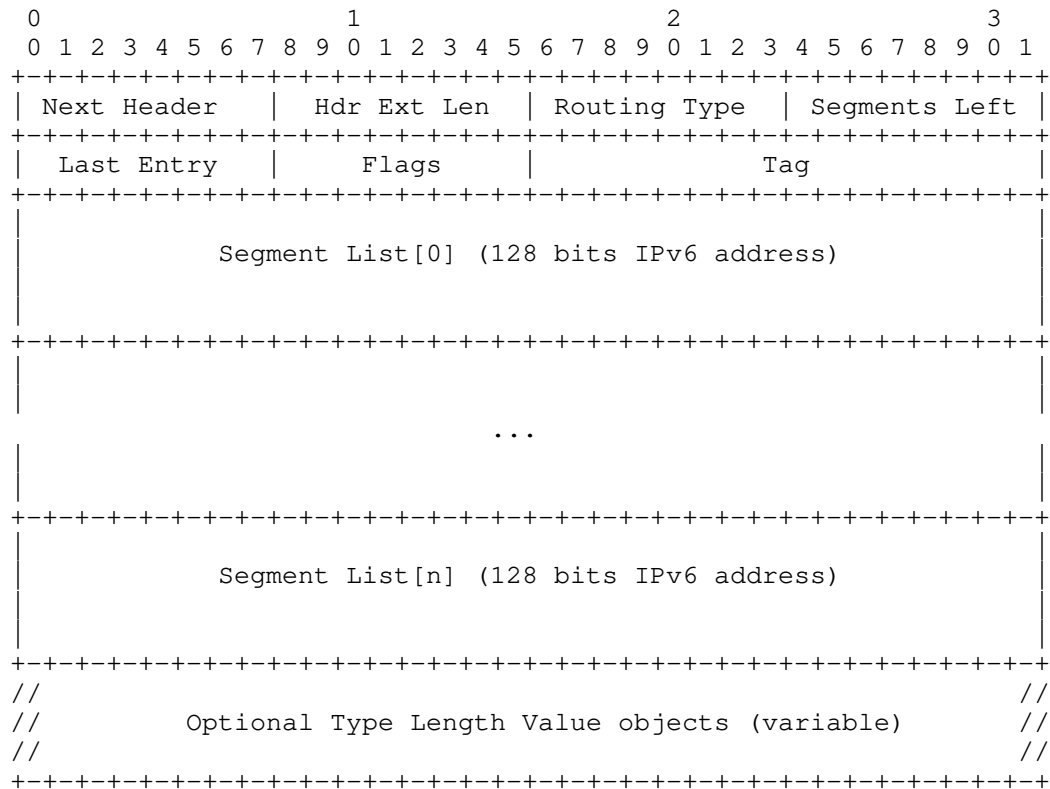 0                   1                   2                   3
 0 1 2 3 4 5 6 7 8 9 0 1 2 3 4 5 6 7 8 9 0 1 2 3 4 5 6 7 8 9 0 1
+-+-+-+-+-+-+-+-+-+-+-+-+-+-+-+-+-+-+-+-+-+-+-+-+-+-+-+-+-+-+-+-+
| Next Header   |  Hdr Ext Len  | Routing Type  | Segments Left |
+-+-+-+-+-+-+-+-+-+-+-+-+-+-+-+-+-+-+-+-+-+-+-+-+-+-+-+-+-+-+-+-+
|  Last Entry   |     Flags     |              Tag              |
+-+-+-+-+-+-+-+-+-+-+-+-+-+-+-+-+-+-+-+-+-+-+-+-+-+-+-+-+-+-+-+-+
|                                                               |
|            Segment List[0] (128 bits IPv6 address)            |
|                                                               |
|                                                               |
+-+-+-+-+-+-+-+-+-+-+-+-+-+-+-+-+-+-+-+-+-+-+-+-+-+-+-+-+-+-+-+-+
|                                                               |
|                                                               |
                              ...
|                                                               |
|                                                               |
+-+-+-+-+-+-+-+-+-+-+-+-+-+-+-+-+-+-+-+-+-+-+-+-+-+-+-+-+-+-+-+-+
|                                                               |
|            Segment List[n] (128 bits IPv6 address)            |
|                                                               |
|                                                               |
+-+-+-+-+-+-+-+-+-+-+-+-+-+-+-+-+-+-+-+-+-+-+-+-+-+-+-+-+-+-+-+-+
//                                                             //
//         Optional Type Length Value objects (variable)       //
//                                                             //
+-+-+-+-+-+-+-+-+-+-+-+-+-+-+-+-+-+-+-+-+-+-+-+-+-+-+-+-+-+-+-+-+